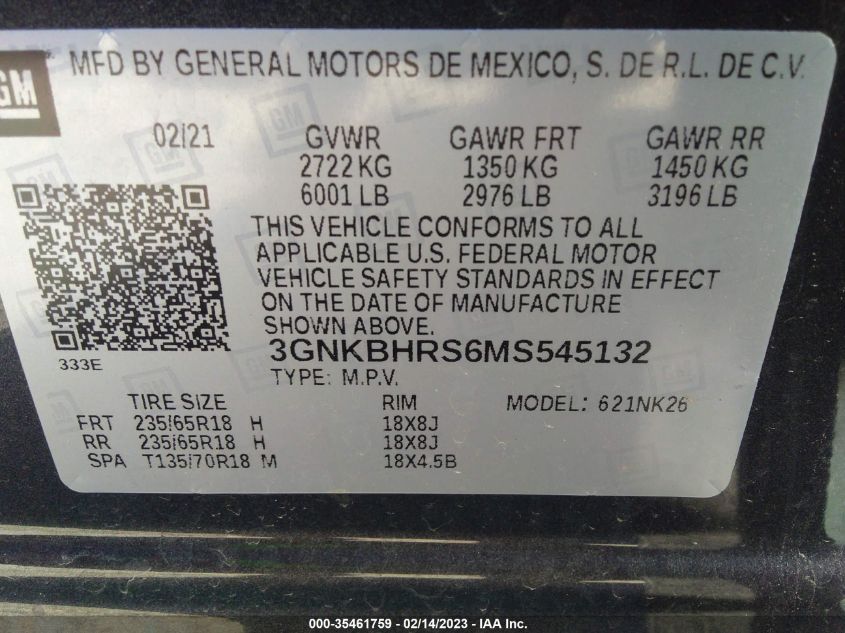 GM MFD BY GENERAL MOTORS DE MEXICO, S. DE R.L. DE C.V.
02/21 GVWR GAWR FRT GAWR RR
2722 KG 1350 KG 1450 KG
6001 LB 2976 LB 3196 LB
THIS VEHICLE CONFORMS TO ALL
APPLICABLE U.S. FEDERAL MOTOR
VEHICLE SAFETY STANDARDS IN EFFECT
ON THE DATE OF MANUFACTURE
SHOWN ABOVE.
333E 3GNKBHRS6MS545132
TYPE: M.P.V.
TIRE SIZE RIM MODEL: 621NK26
FRT 235/65R18 H 18X8J
RR 235/65R18 H 18X8J
SPA T135/70R18 M 18X4.5B
000-35461759 - 02/14/2023 - IAA Inc.